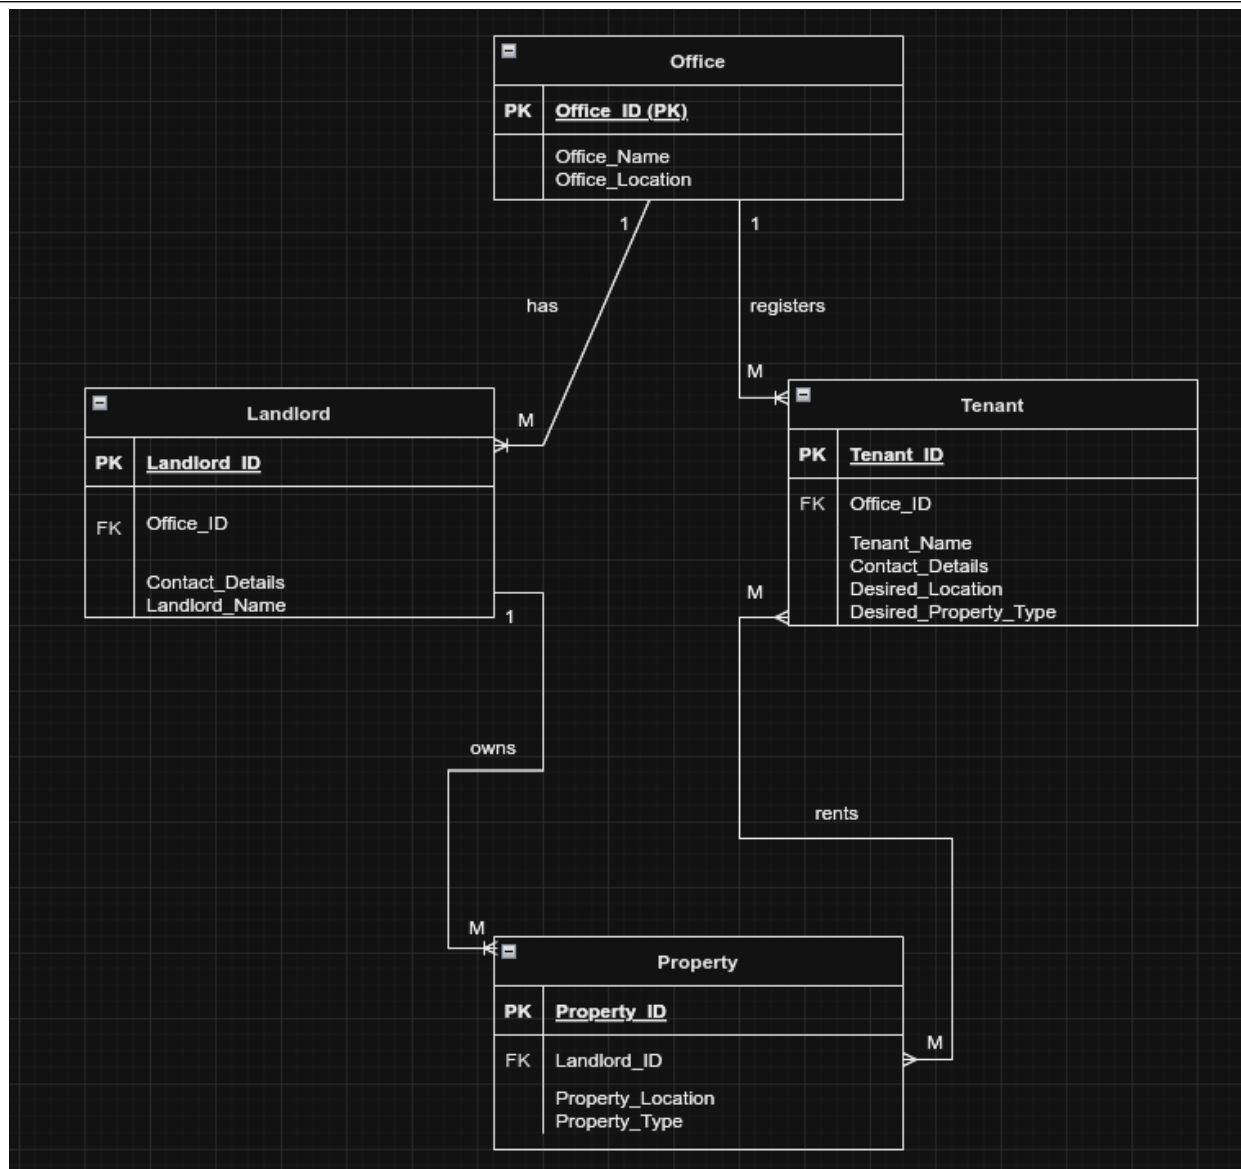 Office
PK Office_ID (PK)
Office_Name
Office_Location
1
1
has
registers
M
M
Landlord
PK Landlord_ID
FK Office_ID
Contact_Details
Landlord_Name
1
Tenant
PK Tenant_ID
FK Office_ID
Tenant_Name
Contact_Details
Desired_Location
Desired_Property_Type
M
owns
rents
M
M
Property
PK Property_ID
FK Landlord_ID
Property_Location
Property_Type